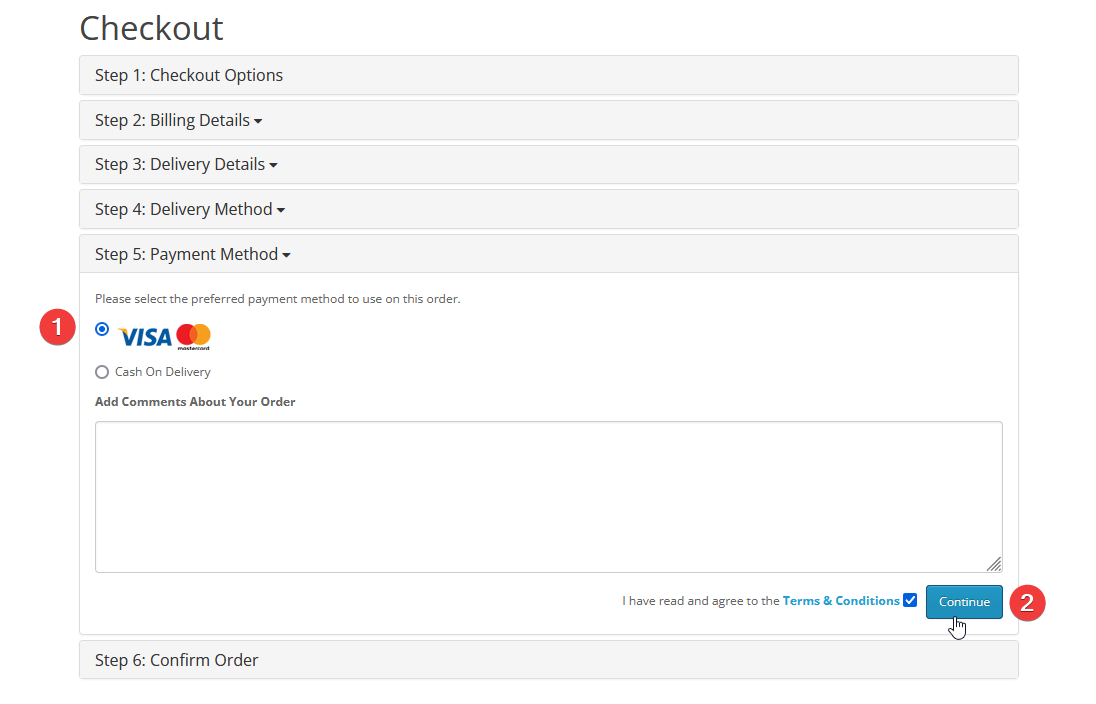 Checkout
Step 1: Checkout Options
Step 2: Billing Details
Step 3: Delivery Details
Step 4: Delivery Method
Step 5: Payment Method
Please select the preferred payment method to use on this order.
1
VISA mastercard
Cash On Delivery
Add Comments About Your Order
I have read and agree to the Terms & Conditions Continue 2
Step 6: Confirm Order